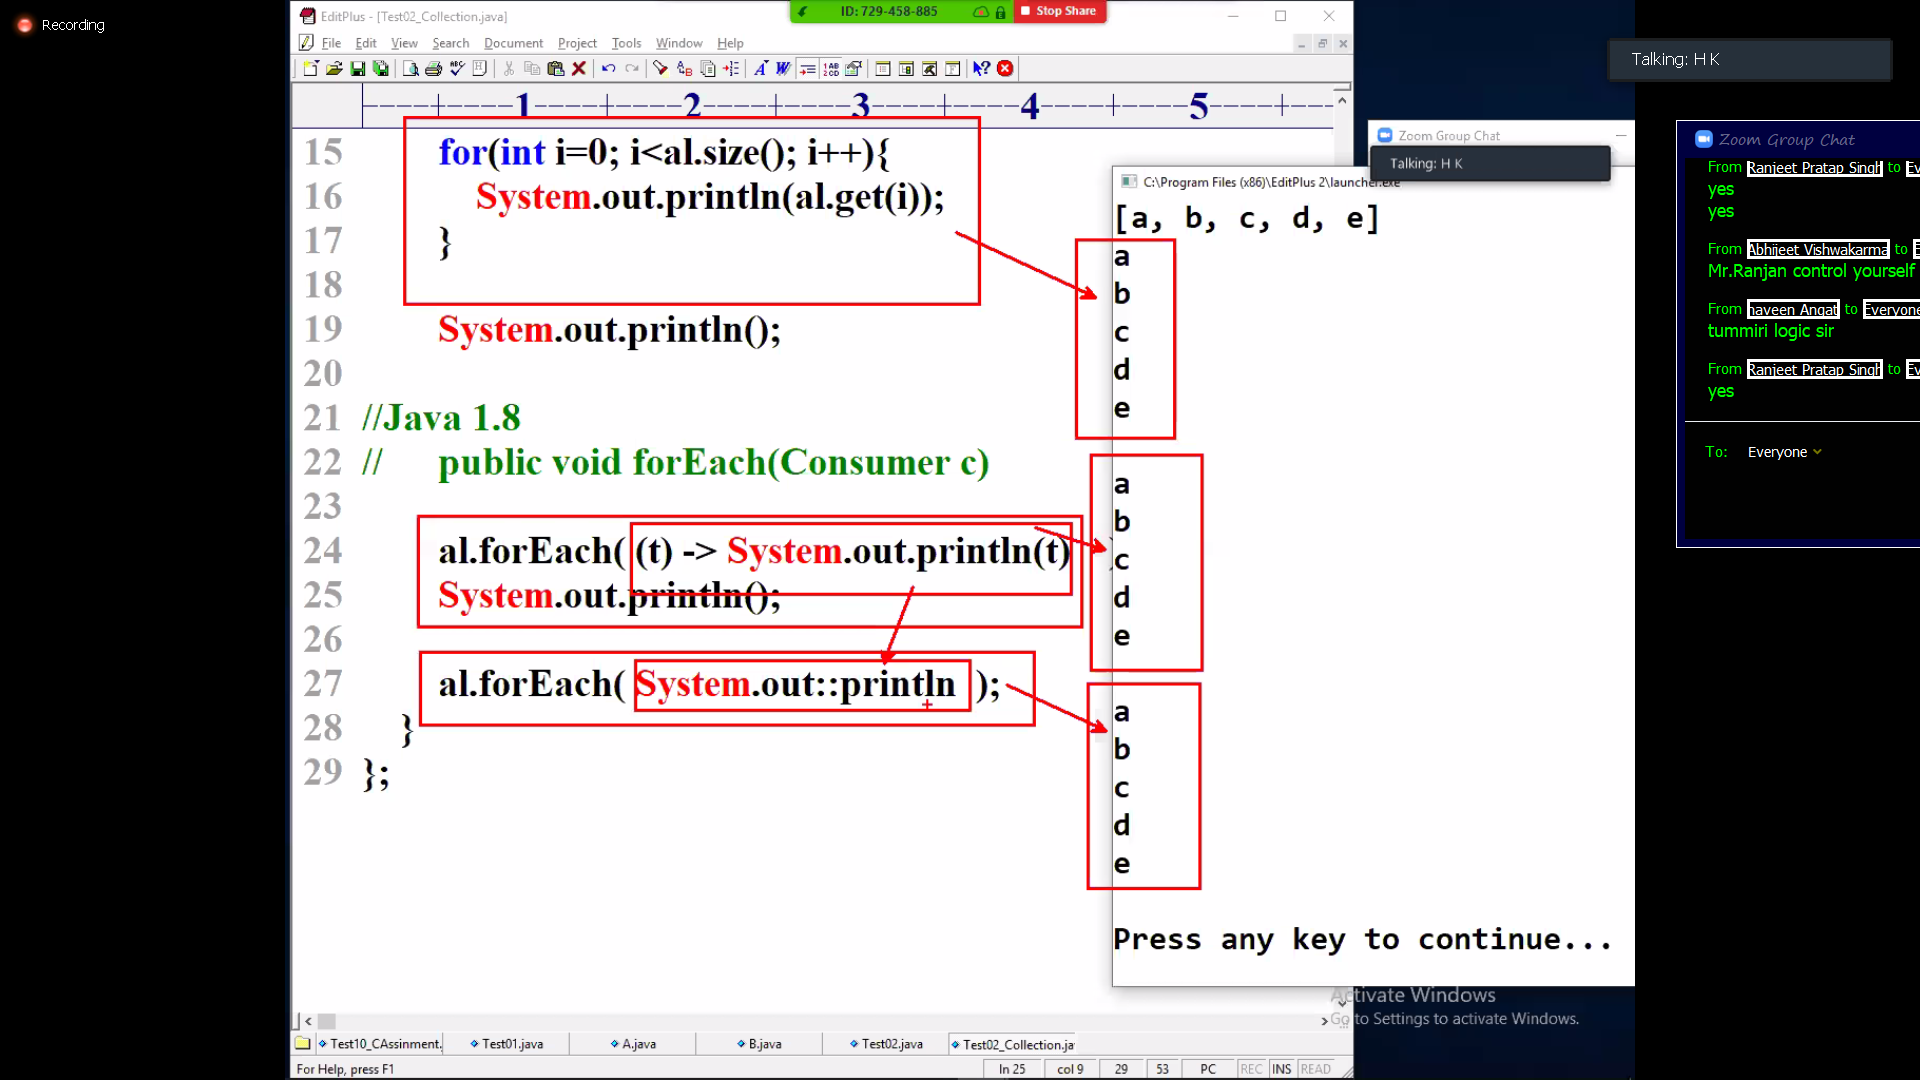 Recording
EditPlus - [Test02_Collection.java]
ID: 729-458-885
Stop Share
File Edit View Search Document Project Tools Window Help
----+----1----+----2----+----3----+----4----+----5----+---
15 for(int i=0; i<al.size(); i++){
16 System.out.println(al.get(i));
17 }
18
19 System.out.println();
20
21 //Java 1.8
22 // public void forEach(Consumer c)
23
24 al.forEach( (t) -> System.out.println(t)
25 System.out.println();
26
27 al.forEach( System.out::println );
28 }
29 };
Test10_CAssinment. Test01.java A.java B.java Test02.java Test02_Collection.ja
For Help, press F1
ln 25 col 9 29 53 PC REC INS READ
Zoom Group Chat
Talking: H K
C:\Program Files (x86)\EditPlus 2\launcher.exe
[a, b, c, d, e]
a
b
c
d
e
a
b
c
d
e
a
b
c
d
e
Press any key to continue...
Activate Windows
Go to Settings to activate Windows.
Talking: H K
Zoom Group Chat
From Ranjeet Pratap Singh to Ev
yes
yes
From Abhijeet Vishwakarma to E
Mr.Ranjan control yourself
From naveen Angat to Everyone
tummiri logic sir
From Ranjeet Pratap Singh to Ev
yes
To: Everyone